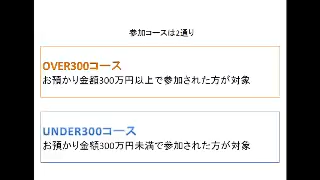 参加コースは2通り
OVER300コース
お預かり金額300万円以上で参加された方が対象
UNDER300コース
お預かり金額300万円未満で参加された方が対象